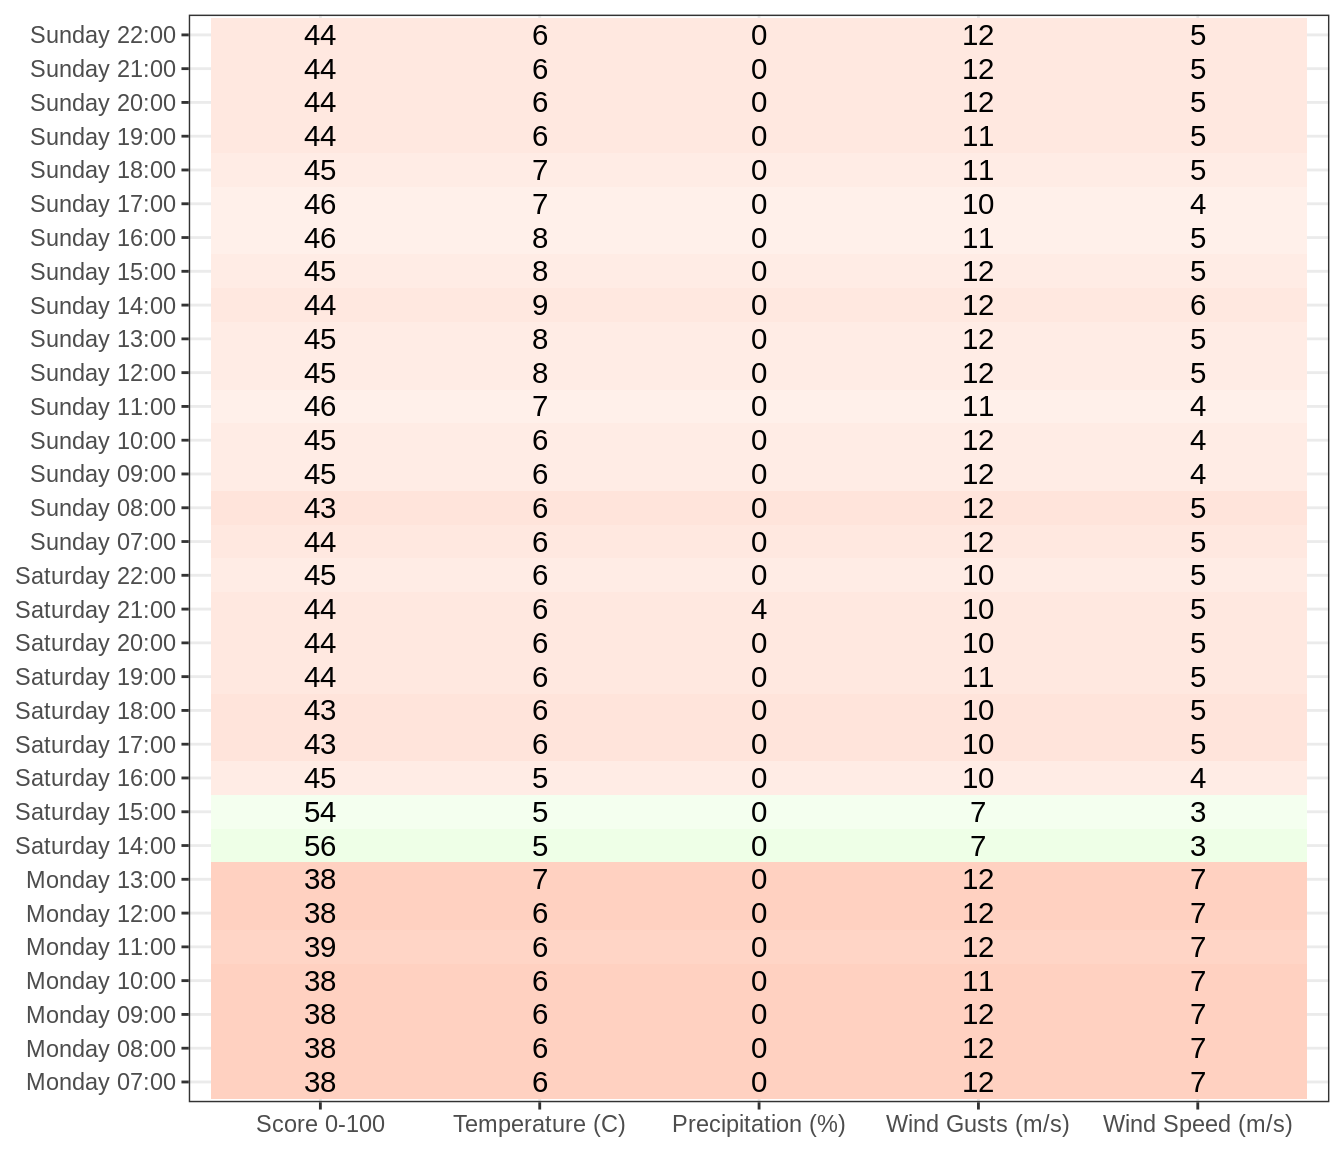 Sunday 22:00 44 6 0 12 5
Sunday 21:00 44 6 0 12 5
Sunday 20:00 44 6 0 12 5
Sunday 19:00 44 6 0 11 5
Sunday 18:00 45 7 0 11 5
Sunday 17:00 46 7 0 10 4
Sunday 16:00 46 8 0 11 5
Sunday 15:00 45 8 0 12 5
Sunday 14:00 44 9 0 12 6
Sunday 13:00 45 8 0 12 5
Sunday 12:00 45 8 0 12 5
Sunday 11:00 46 7 0 11 4
Sunday 10:00 45 6 0 12 4
Sunday 09:00 45 6 0 12 4
Sunday 08:00 43 6 0 12 5
Sunday 07:00 44 6 0 12 5
Saturday 22:00 45 6 0 10 5
Saturday 21:00 44 6 4 10 5
Saturday 20:00 44 6 0 10 5
Saturday 19:00 44 6 0 11 5
Saturday 18:00 43 6 0 10 5
Saturday 17:00 43 6 0 10 5
Saturday 16:00 45 5 0 10 4
Saturday 15:00 54 5 0 7 3
Saturday 14:00 56 5 0 7 3
Monday 13:00 38 7 0 12 7
Monday 12:00 38 6 0 12 7
Monday 11:00 39 6 0 12 7
Monday 10:00 38 6 0 11 7
Monday 09:00 38 6 0 12 7
Monday 08:00 38 6 0 12 7
Monday 07:00 38 6 0 12 7
Score 0-100 Temperature (C) Precipitation (%) Wind Gusts (m/s) Wind Speed (m/s)